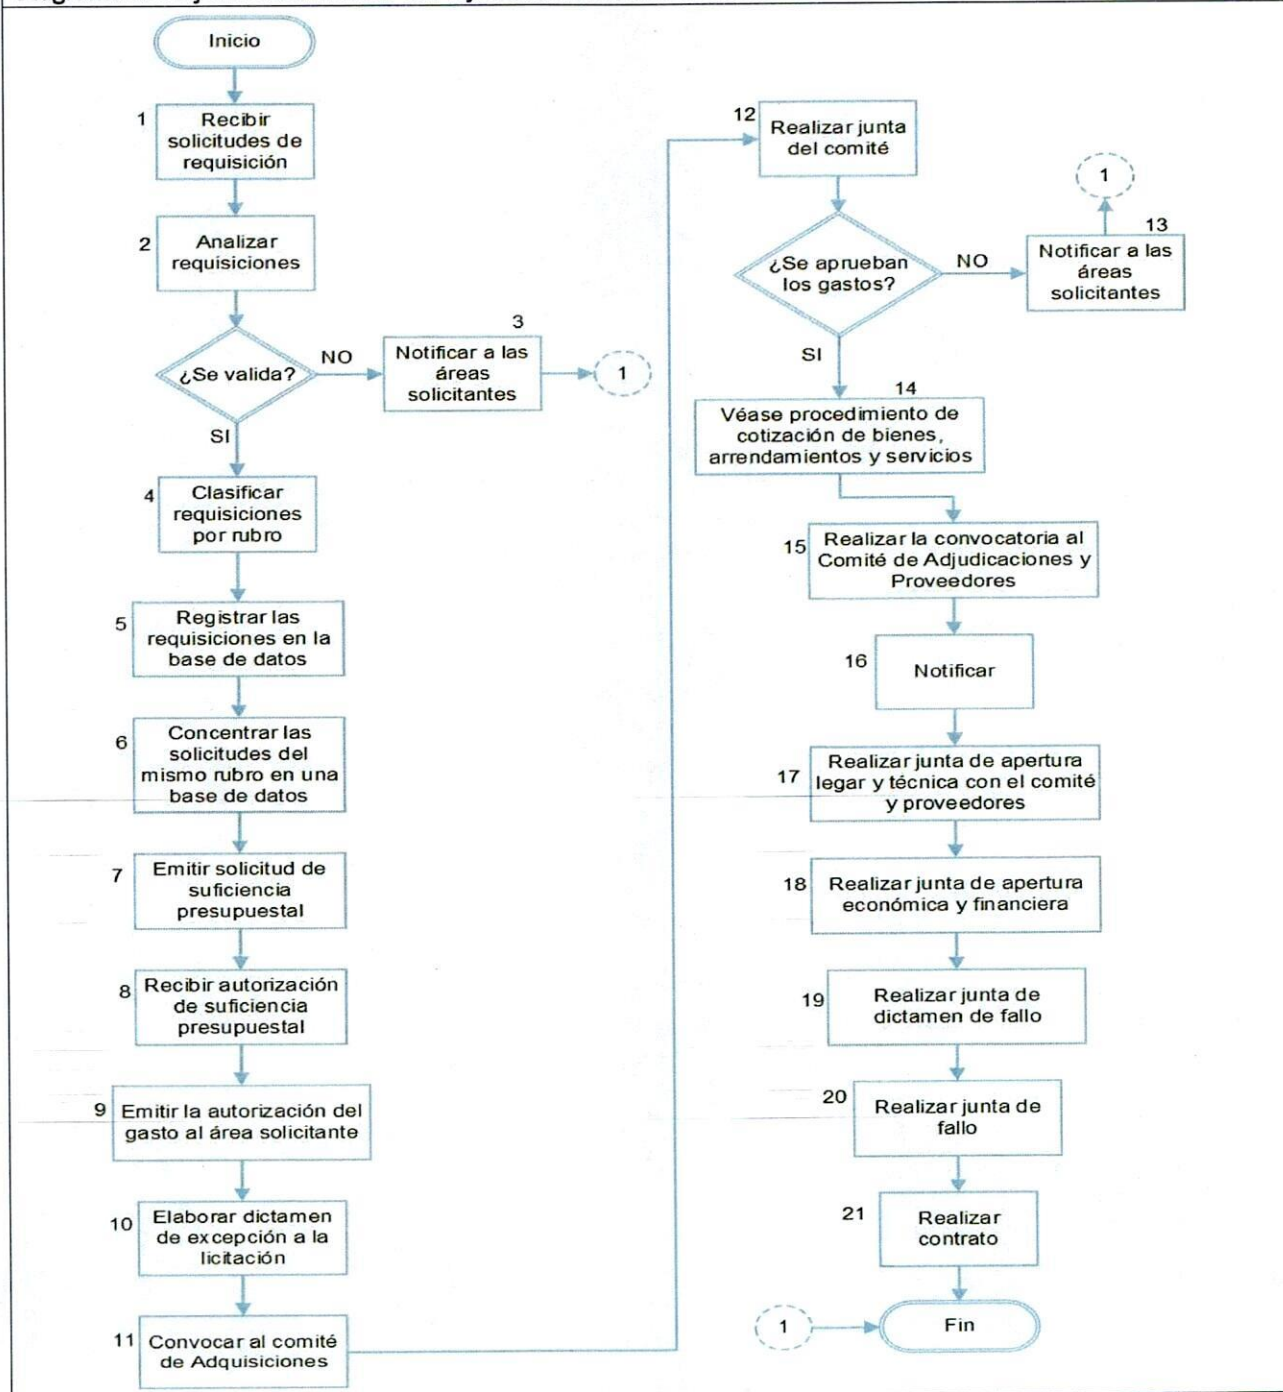 Inicio
1
Recibir
solicitudes de
requisición
2
Analizar
requisiciones
¿Se valida?
NO
3
Notificar a las
áreas
solicitantes
1
SI
4
Clasificar
requisiciones
por rubro
5
Registrar las
requisiciones en la
base de datos
6
Concentrar las
solicitudes del
mismo rubro en una
base de datos
7
Emitir solicitud de
suficiencia
presupuestal
8
Recibir autorización
de suficiencia
presupuestal
9
Emitir la autorización del
gasto al área solicitante
10
Elaborar dictamen
de excepción a la
licitación
11
Convocar al comité
de Adquisiciones
12
Realizar junta
del comité
¿Se aprueban
los gastos?
NO
13
Notificar a las
áreas
solicitantes
1
SI
14
Véase procedimiento de
cotización de bienes,
arrendamientos y servicios
15
Realizar la convocatoria al
Comité de Adjudicaciones y
Proveedores
16
Notificar
17
Realizar junta de apertura
legar y técnica con el comité
y proveedores
18
Realizar junta de apertura
económica y financiera
19
Realizar junta de
dictamen de fallo
20
Realizar junta de
fallo
21
Realizar
contrato
1
Fin